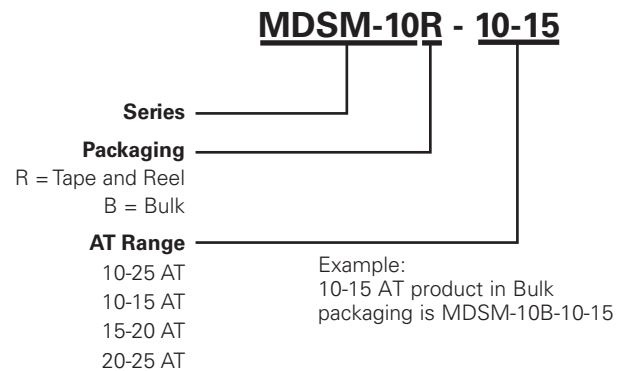 MDSM-10R - 10-15
Series
Packaging
R = Tape and Reel
B = Bulk
AT Range
10-25 AT
10-15 AT
15-20 AT
20-25 AT
Example:
10-15 AT product in Bulk
packaging is MDSM-10B-10-15